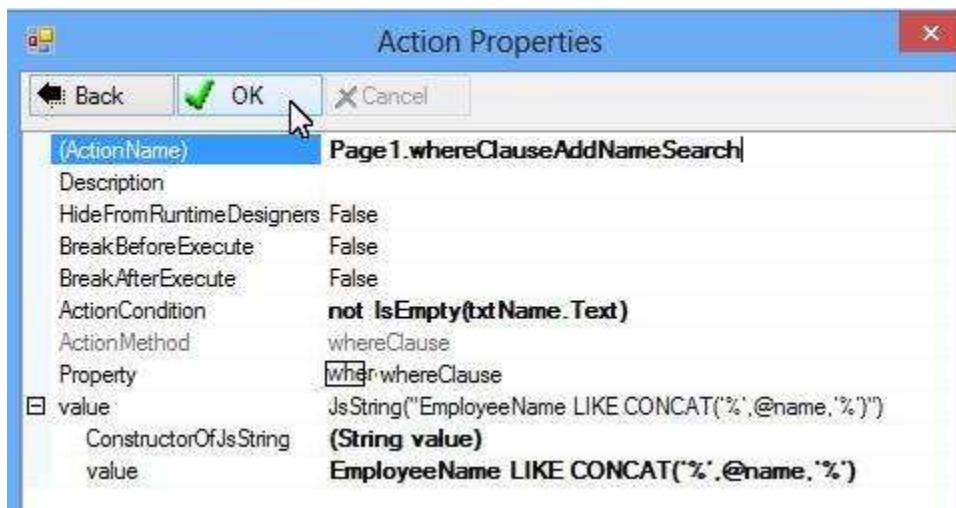 Action Properties
Back OK Cancel
(ActionName) Page1.whereClauseAddNameSearch
Description
HideFromRuntimeDesigners False
BreakBeforeExecute False
BreakAfterExecute False
ActionCondition not IsEmpty(txtName.Text)
ActionMethod whereClause
Property wher whereClause
value JsString("EmployeeName LIKE CONCAT('%',@name,'%')")
ConstructorOfJsString (String value)
value EmployeeName LIKE CONCAT('%',@name,'%')